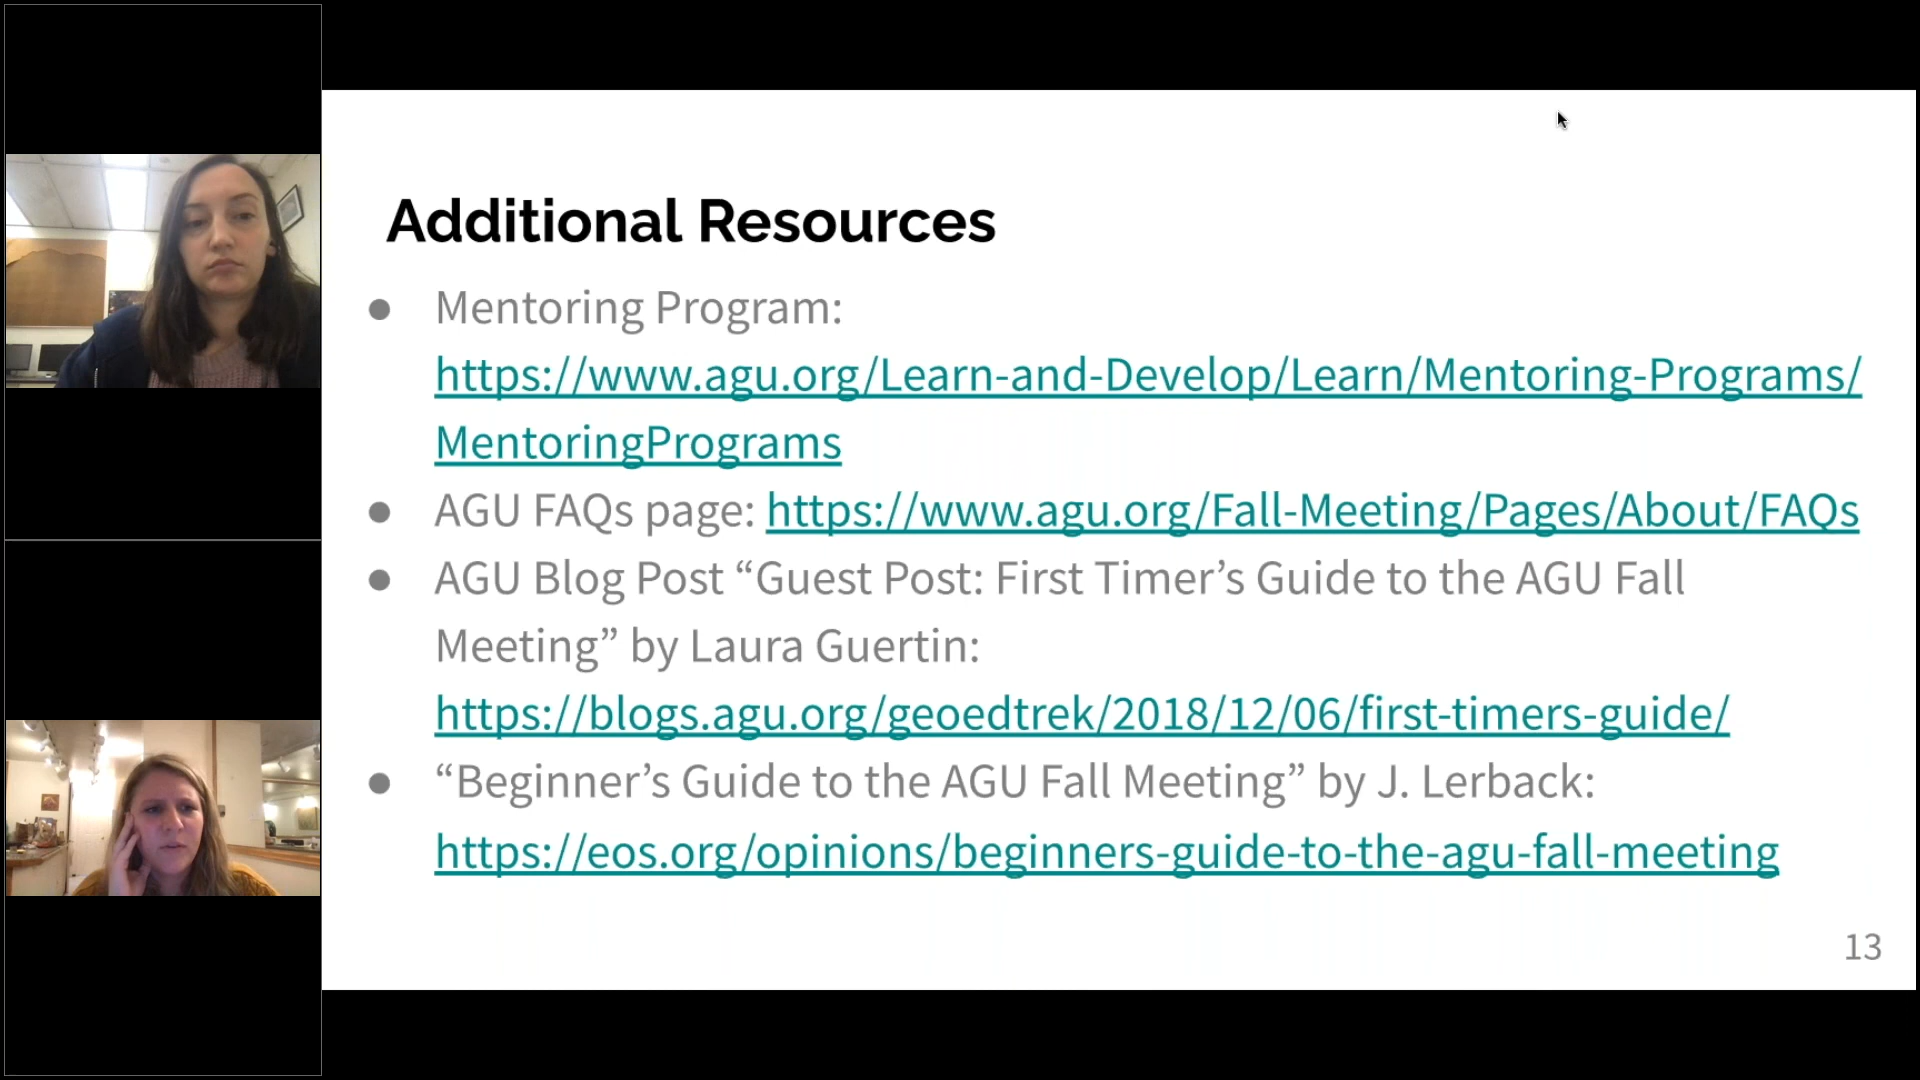 Additional Resources
● Mentoring Program:
https://www.agu.org/Learn-and-Develop/Learn/Mentoring-Programs/
MentoringPrograms
● AGU FAQs page: https://www.agu.org/Fall-Meeting/Pages/About/FAQs
● AGU Blog Post “Guest Post: First Timer’s Guide to the AGU Fall
Meeting” by Laura Guertin:
https://blogs.agu.org/geoedtrek/2018/12/06/first-timers-guide/
● “Beginner’s Guide to the AGU Fall Meeting” by J. Lerback:
https://eos.org/opinions/beginners-guide-to-the-agu-fall-meeting
13